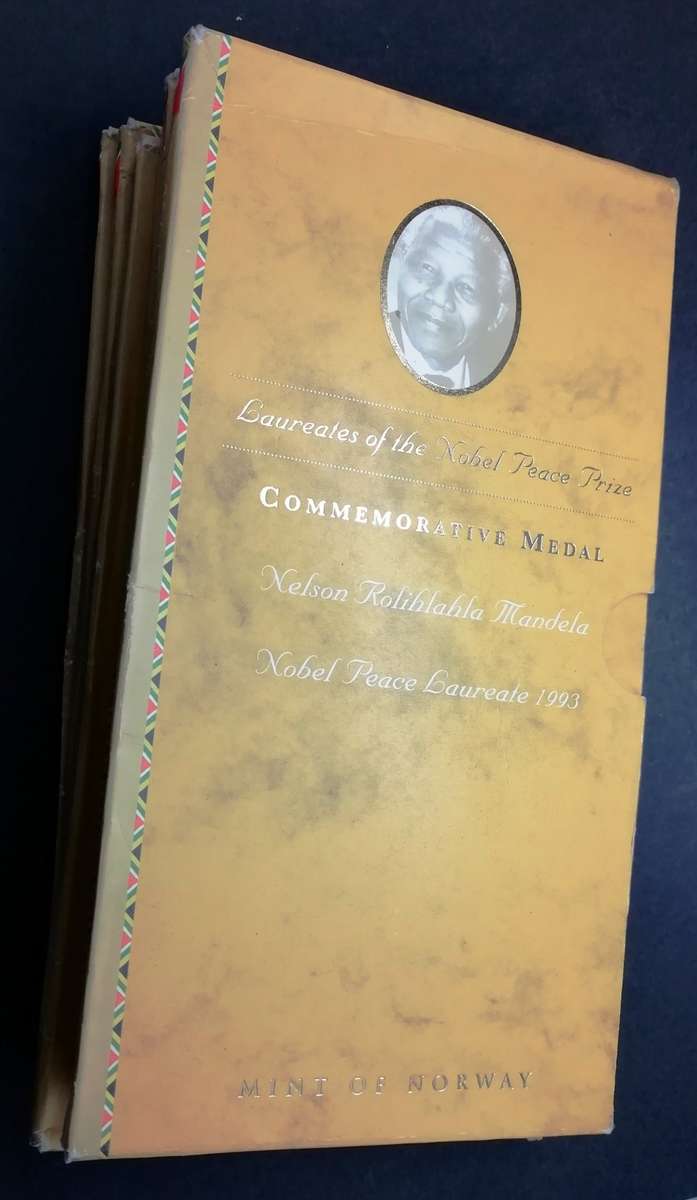 Laureates of the Nobel Peace Prize
COMMEMORATIVE MEDAL
Nelson Rolihlahla Mandela
Nobel Peace Laureate 1993
MINT OF NORWAY